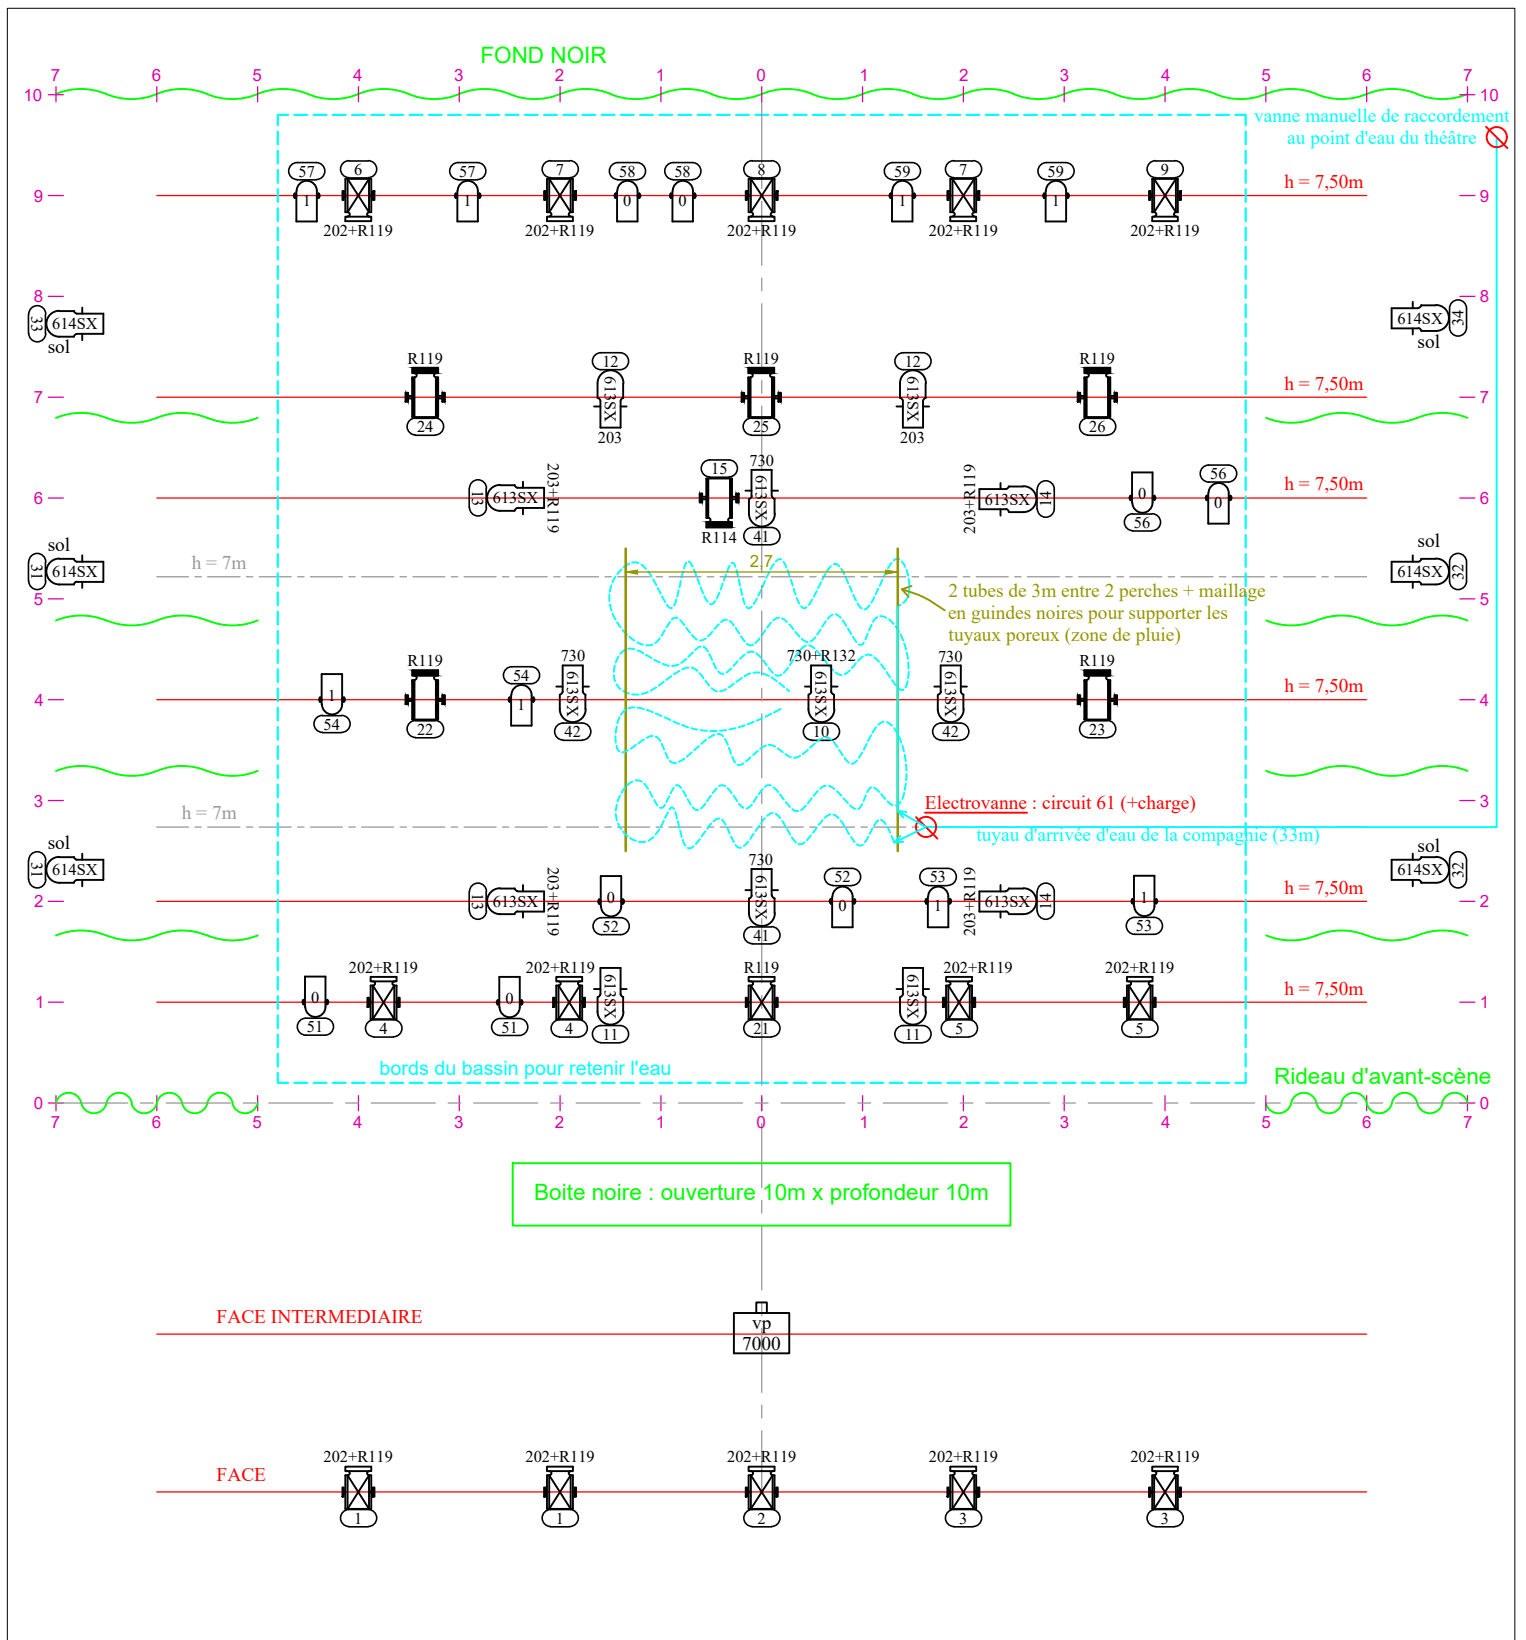 FOND NOIR
7 6 5 4 3 2 1 0 1 2 3 4 5 6 7
10 10
vanne manuelle de raccordement
au point d'eau du théâtre
57 6 57 7 58 58 8 59 7 59 9
h = 7,50m
9 1 1 0 0 1 1 9
202+R119 202+R119 202+R119 202+R119 202+R119
8 8
33 614SX 614SX 34
sol sol
R119 12 R119 12 R119
h = 7,50m
7 613SX 613SX 7
24 203 25 203 26
15 730 203+R119 203+R119 56
h = 7,50m
6 13 613SX 613SX 613SX 14 0 0 6
R114 41 56
sol sol
h = 7m
2,7
31 614SX 614SX 32
5 5
2 tubes de 3m entre 2 perches + maillage
en guindes noires pour supporter les
tuyaux poreux (zone de pluie)
R119 54 730 730+R132 730 R119
h = 7,50m
4 1 1 613SX 613SX 613SX 4
54 22 42 10 42 23
3 3
Electrovanne : circuit 61 (+charge)
h = 7m
tuyau d'arrivée d'eau de la compagnie (33m)
sol sol
31 614SX 614SX 32
203+R119 730 52 53 203+R119
h = 7,50m
2 13 613SX 0 613SX 0 1 613SX 14 1 2
52 41 53
202+R119 202+R119 R119 202+R119 202+R119
h = 7,50m
1 0 0 613SX 613SX 1
51 4 51 4 11 21 11 5 5
bords du bassin pour retenir l'eau
Rideau d'avant-scène
0 0
7 6 5 4 3 2 1 0 1 2 3 4 5 6 7
Boite noire : ouverture 10m x profondeur 10m
FACE INTERMEDIAIRE
vp
7000
202+R119 202+R119 202+R119 202+R119 202+R119
FACE
1 1 2 3 3